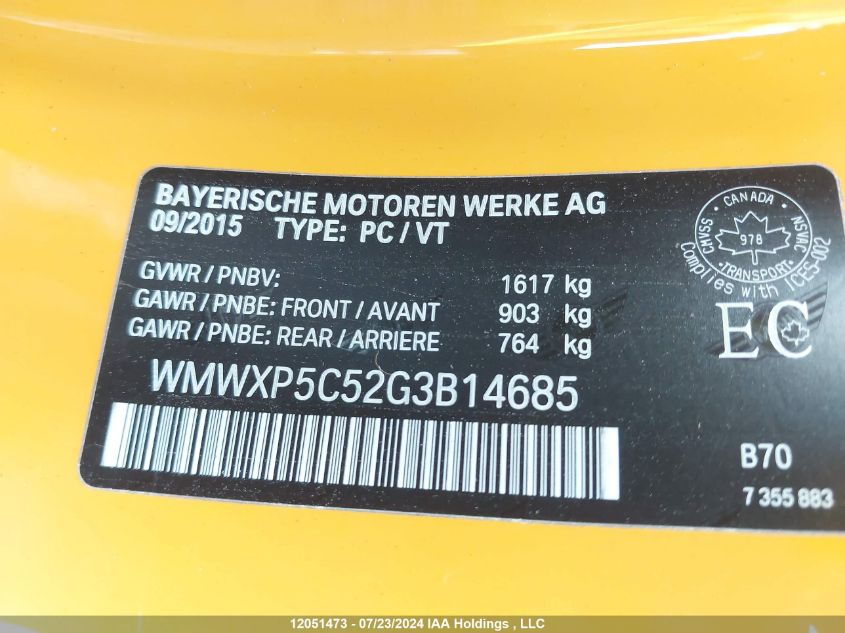 BAYERISCHE MOTOREN WERKE AG
09/2015 TYPE: PC / VT
GVWR / PNBV: 1617 kg
GAWR / PNBE: FRONT / AVANT 903 kg
GAWR / PNBE: REAR / ARRIERE 764 kg
WMWXP5C52G3B14685
CANADA
CMVSS
NSVAC
978
TRANSPORT
Complies with ICES-002
EC
B70
7 355 883
12051473 - 07/23/2024 IAA Holdings , LLC